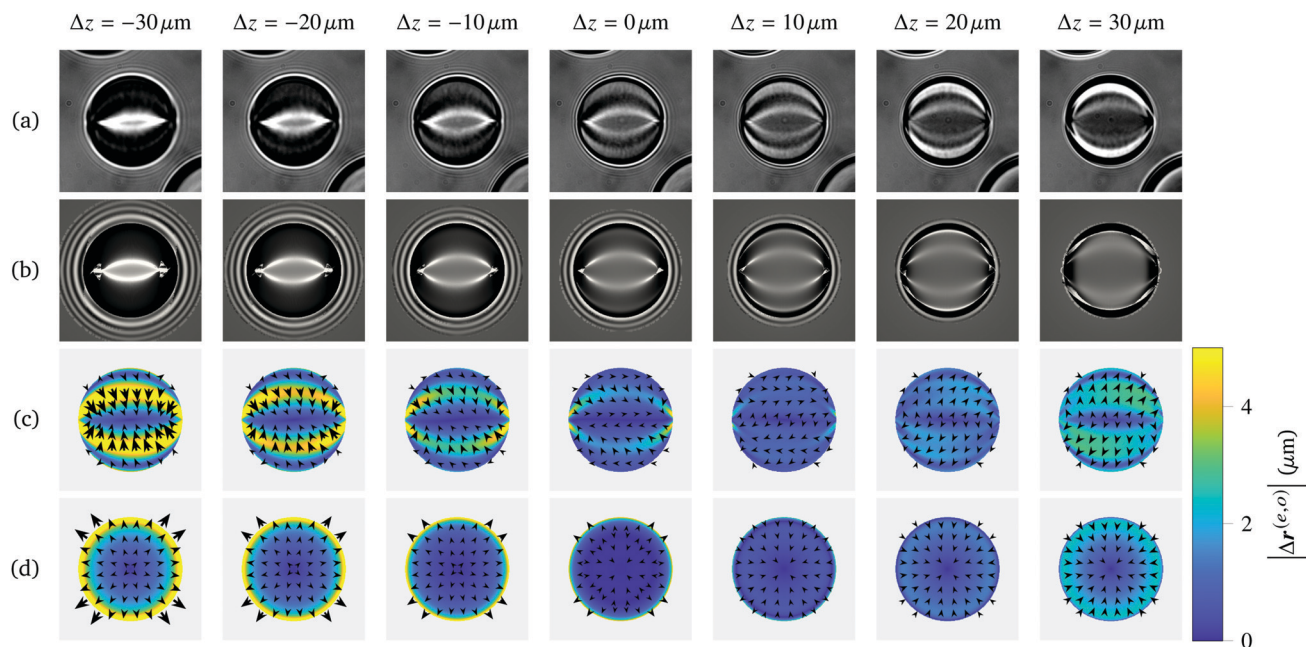 Δz = −30 μm Δz = −20 μm Δz = −10 μm Δz = 0 μm Δz = 10 μm Δz = 20 μm Δz = 30 μm
(a)
(b)
(c)
(d)
4
2
0
|Δr^(e,o)| (μm)